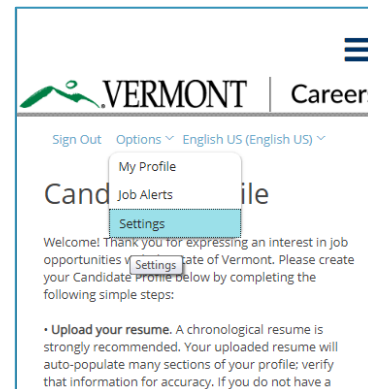 VERMONT Careers
Sign Out Options English US (English US)
My Profile
Job Alerts
Settings
Cand ile
Welcome! Thank you for expressing an interest in job
opportunities w tate of Vermont. Please create
Settings
your Candidate Profile below by completing the
following simple steps:
• Upload your resume. A chronological resume is
strongly recommended. Your uploaded resume will
auto-populate many sections of your profile; verify
that information for accuracy. If you do not have a